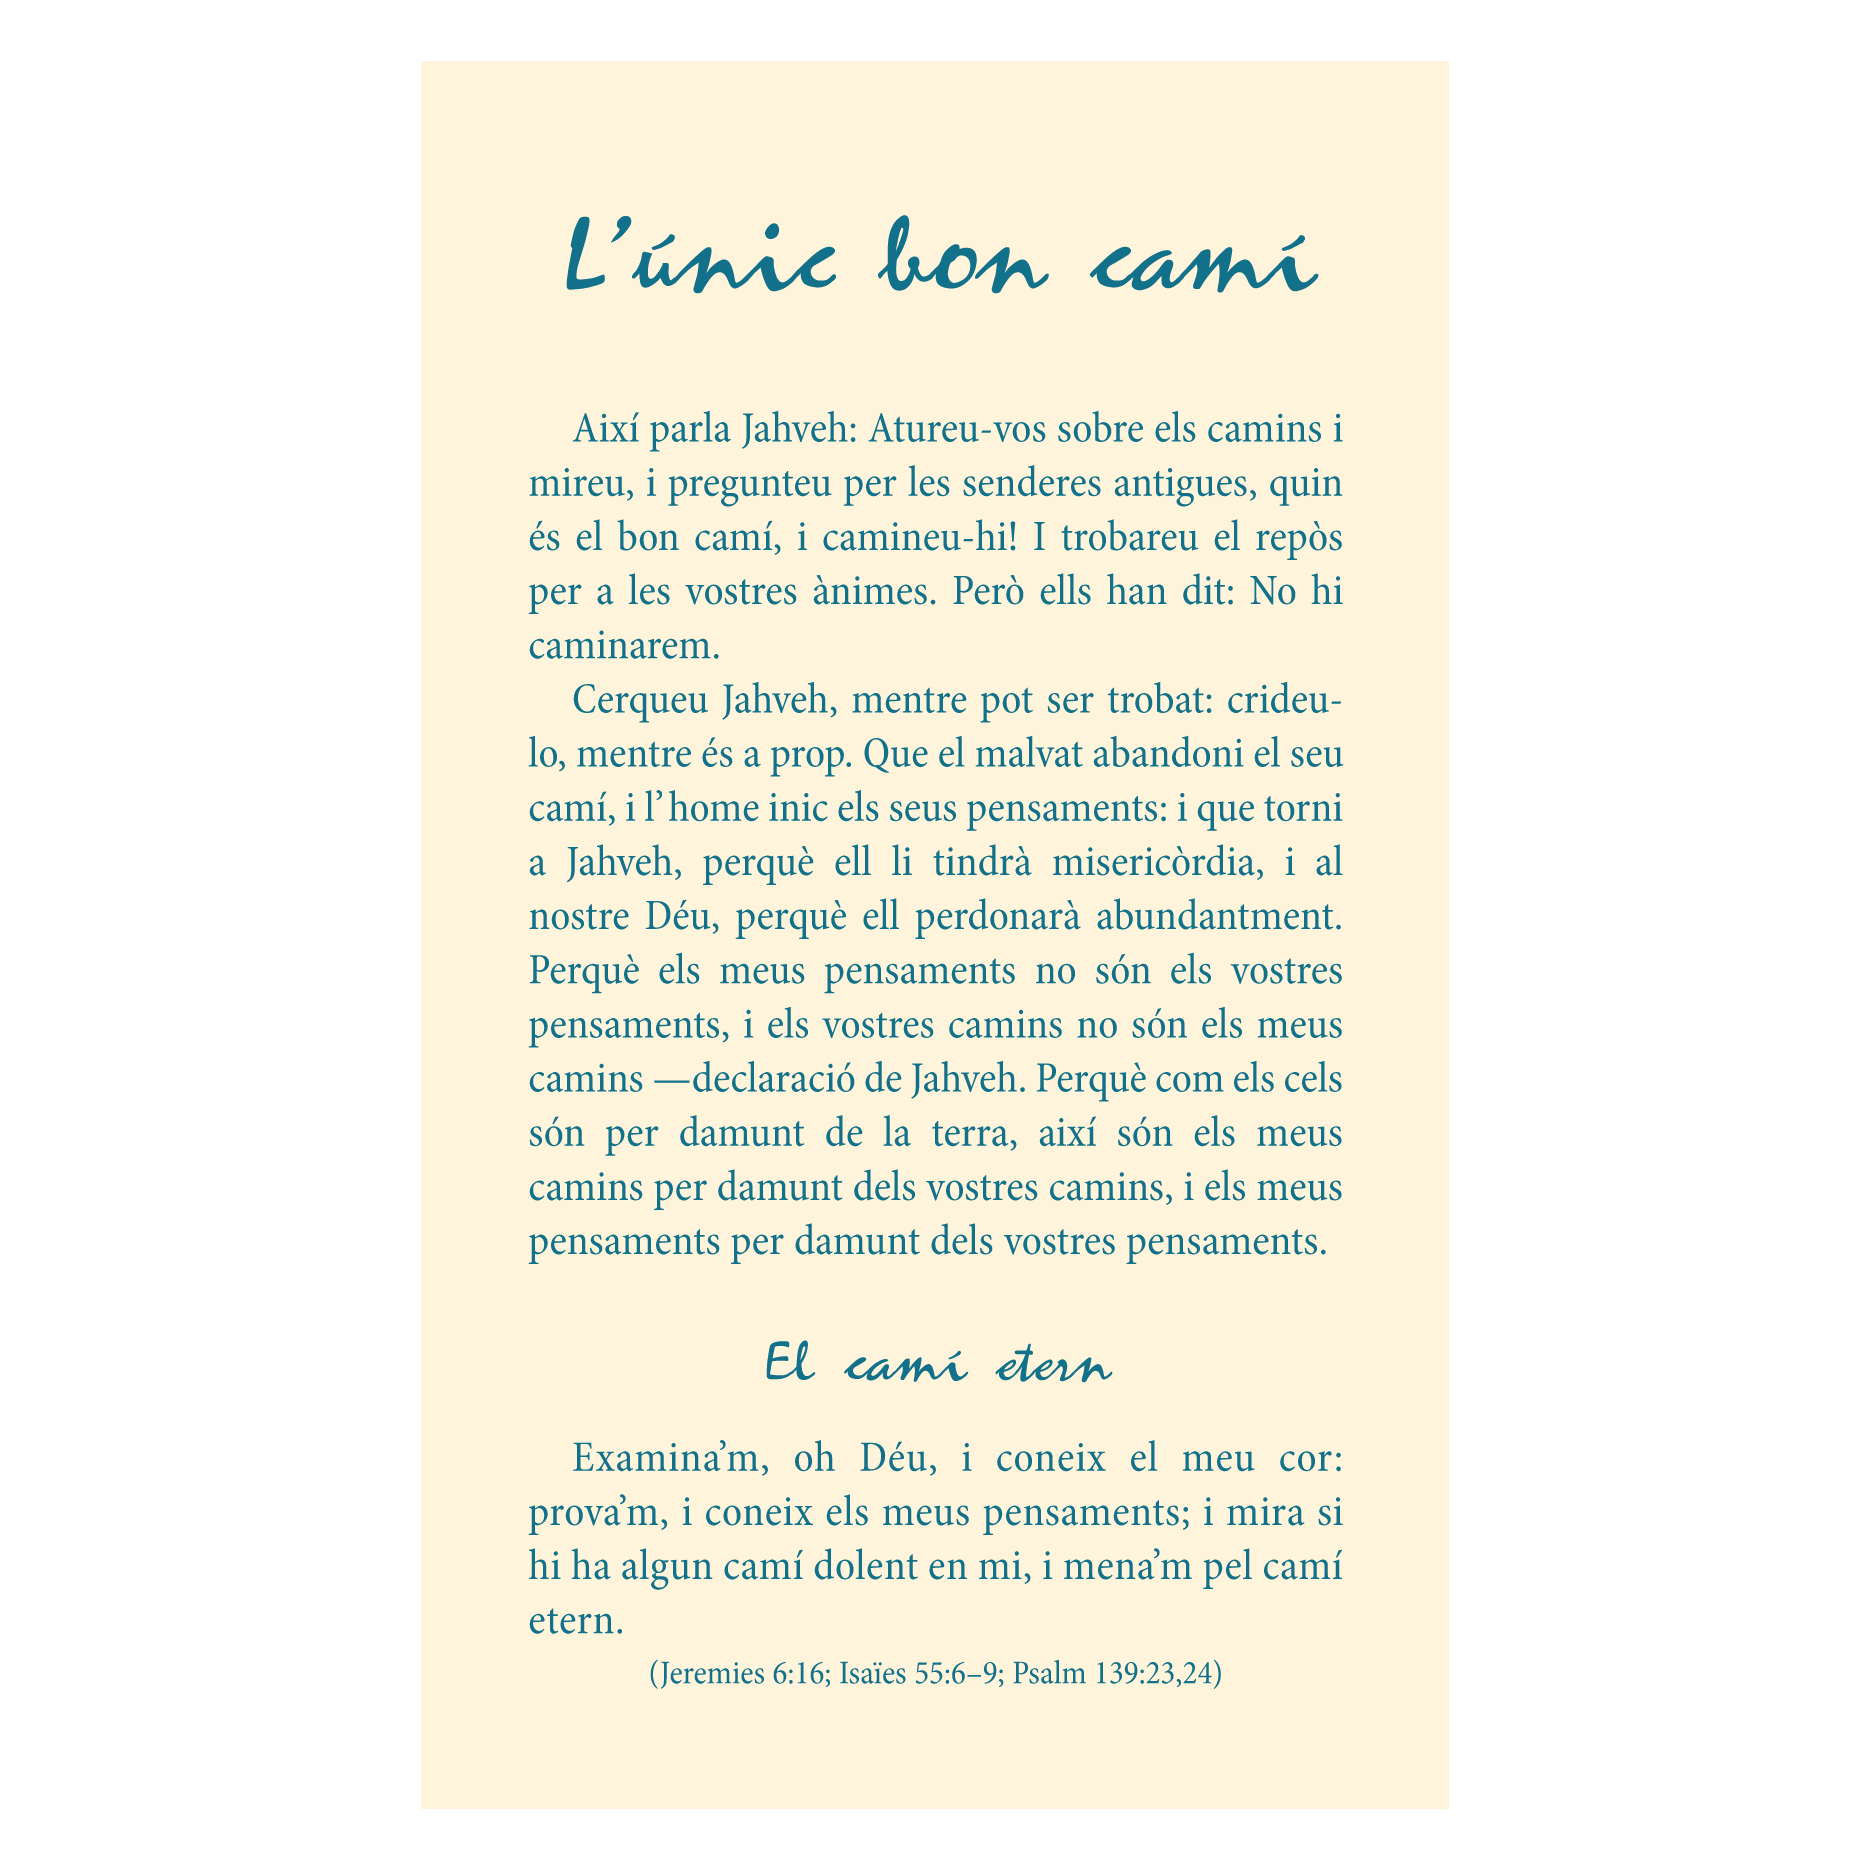 L’únic bon camí
Així parla Jahveh: Atureu-vos sobre els camins i
mireu, i pregunteu per les senderes antigues, quin
és el bon camí, i camineu-hi! I trobareu el repòs
per a les vostres ànimes. Però ells han dit: No hi
caminarem.
Cerqueu Jahveh, mentre pot ser trobat: crideu-
lo, mentre és a prop. Que el malvat abandoni el seu
camí, i l’home inic els seus pensaments: i que torni
a Jahveh, perquè ell li tindrà misericòrdia, i al
nostre Déu, perquè ell perdonarà abundantment.
Perquè els meus pensaments no són els vostres
pensaments, i els vostres camins no són els meus
camins —declaració de Jahveh. Perquè com els cels
són per damunt de la terra, així són els meus
camins per damunt dels vostres camins, i els meus
pensaments per damunt dels vostres pensaments.
El camí etern
Examina’m, oh Déu, i coneix el meu cor:
prova’m, i coneix els meus pensaments; i mira si
hi ha algun camí dolent en mi, i mena’m pel camí
etern.
(Jeremies 6:16; Isaïes 55:6–9; Psalm 139:23,24)